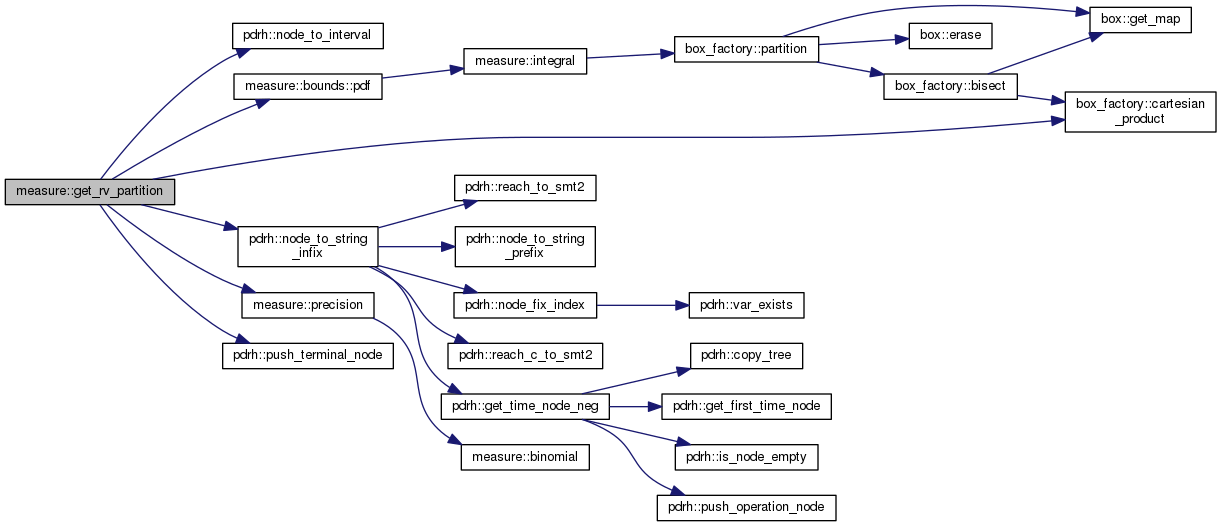 measure::get_rv_partition
pdrh::node_to_interval
measure::bounds::pdf
measure::integral
box_factory::partition
box::get_map
box::erase
box_factory::bisect
box_factory::cartesian
_product
pdrh::node_to_string
_infix
pdrh::reach_to_smt2
pdrh::node_to_string
_prefix
pdrh::node_fix_index
pdrh::var_exists
pdrh::reach_c_to_smt2
pdrh::get_time_node_neg
pdrh::copy_tree
pdrh::get_first_time_node
pdrh::is_node_empty
pdrh::push_operation_node
measure::precision
measure::binomial
pdrh::push_terminal_node